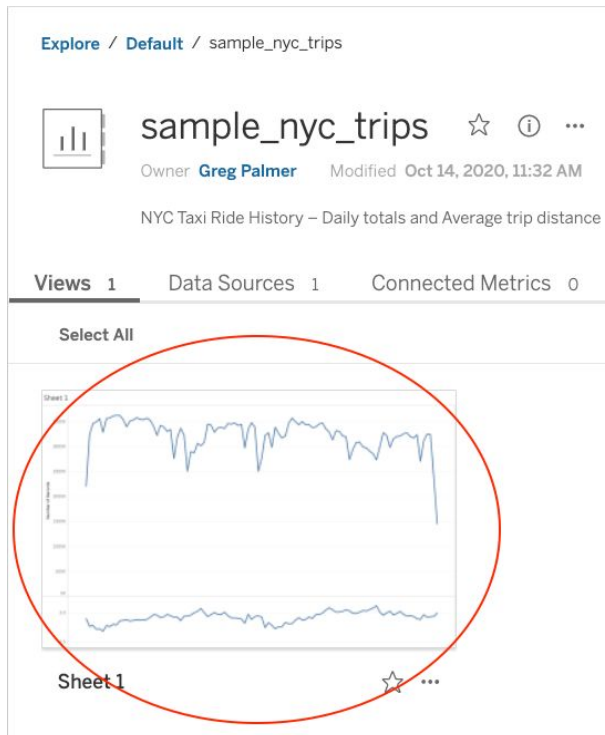 Explore / Default / sample_nyc_trips
sample_nyc_trips
Owner Greg Palmer Modified Oct 14, 2020, 11:32 AM
NYC Taxi Ride History – Daily totals and Average trip distance
Views 1 Data Sources 1 Connected Metrics 0
Select All
Sheet 1
Sheet 1